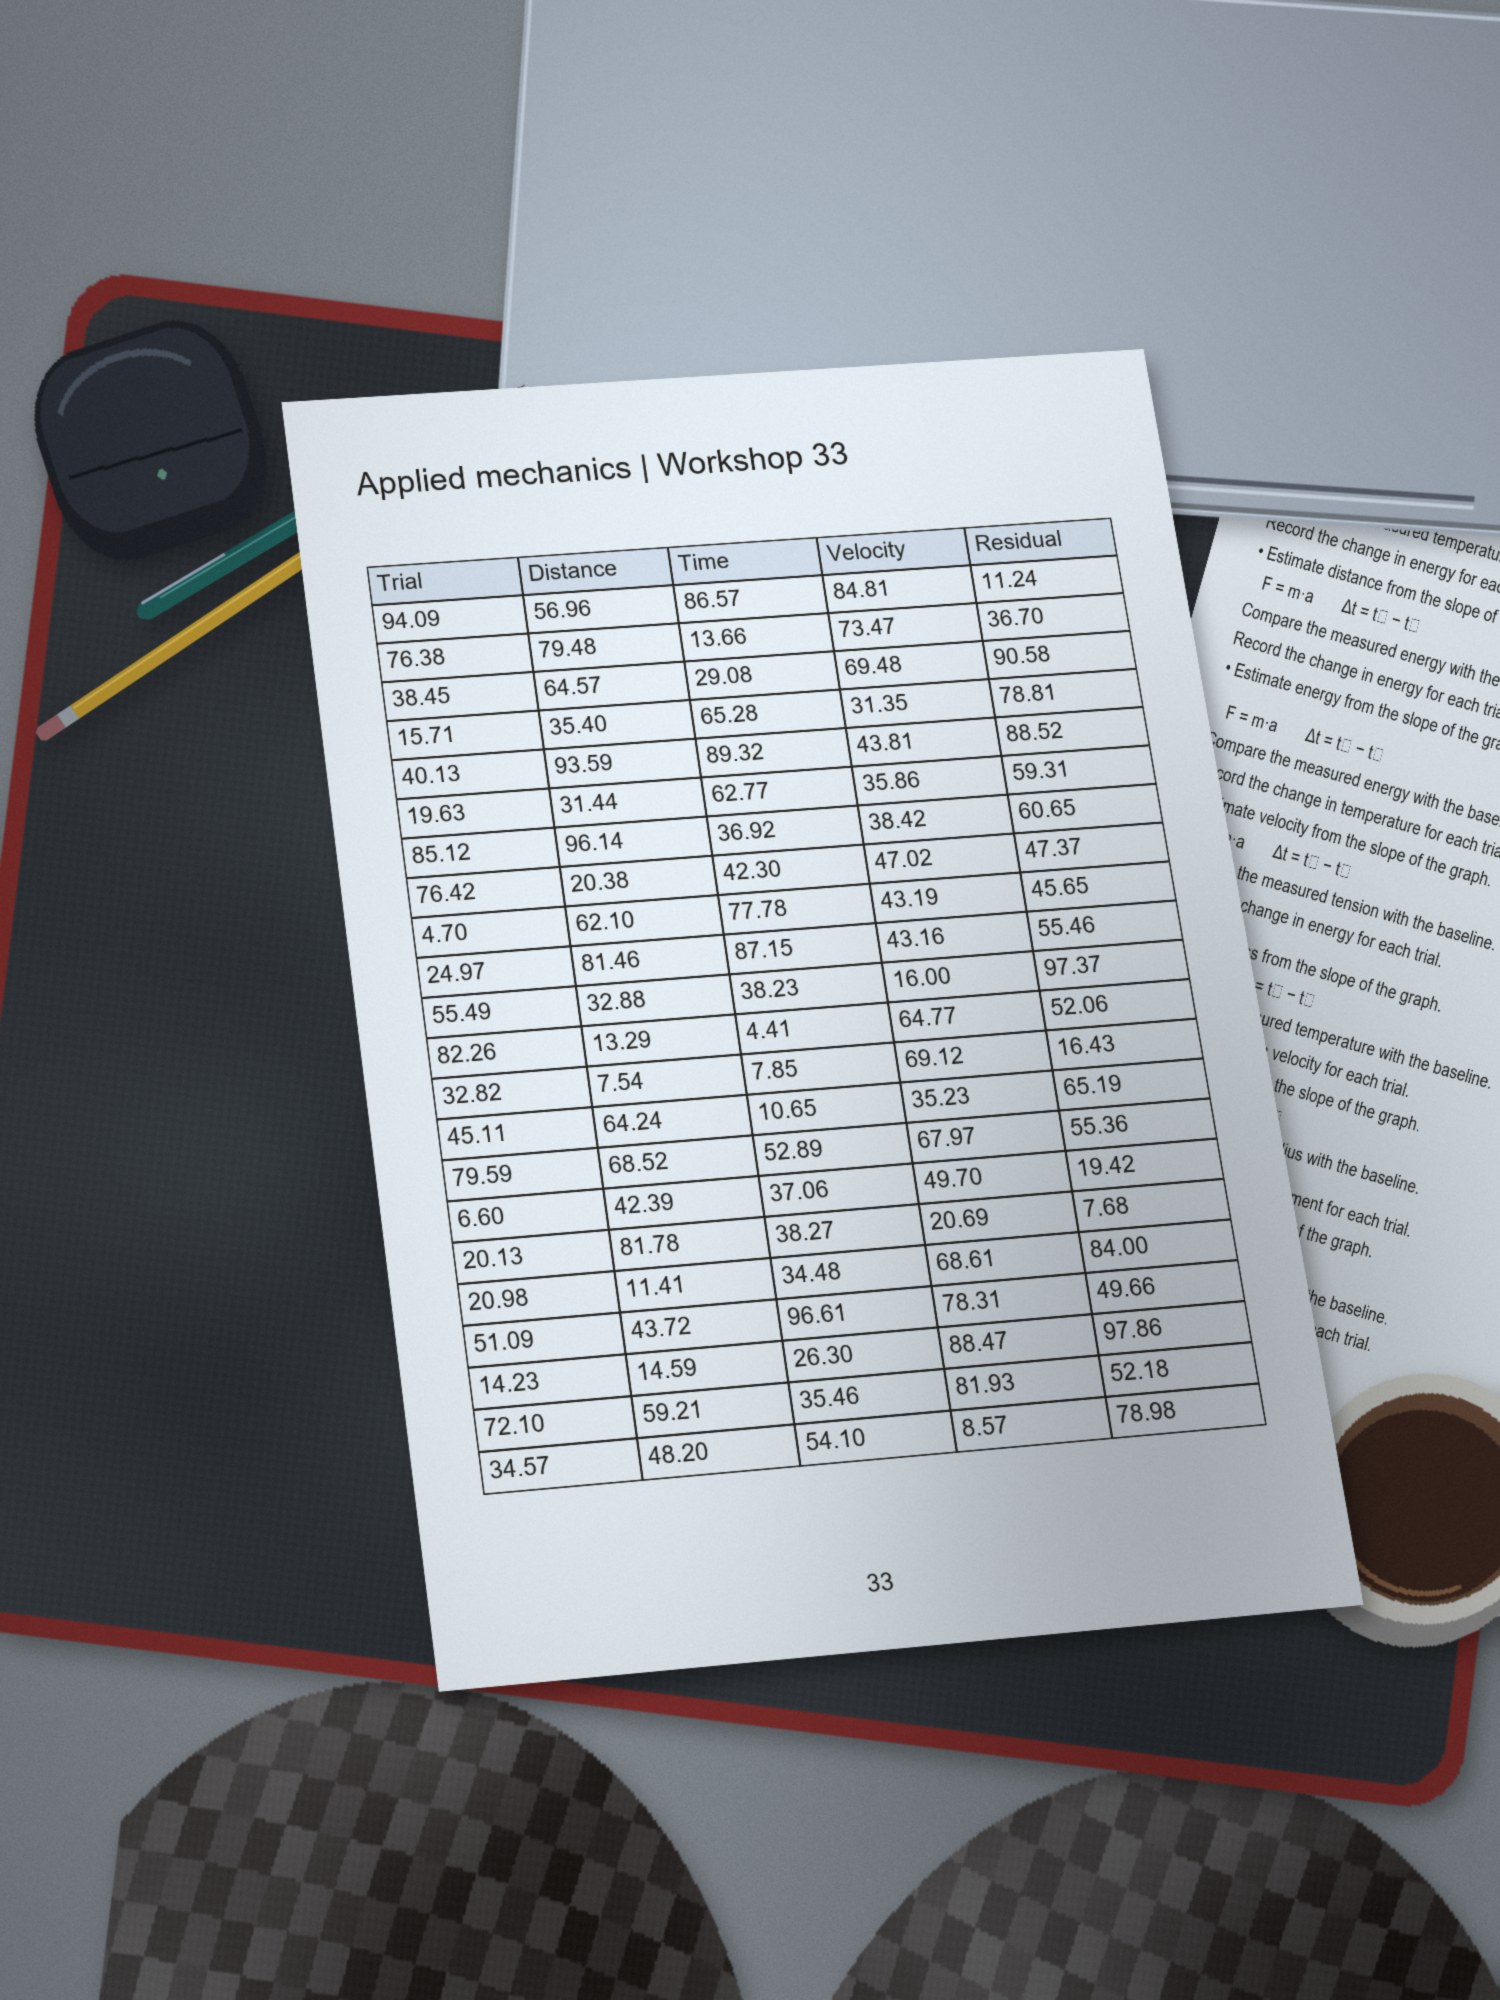 Applied mechanics | Workshop 33
Trial Distance Time Velocity Residual
94.09 56.96 86.57 84.81 11.24
76.38 79.48 13.66 73.47 36.70
38.45 64.57 29.08 69.48 90.58
15.71 35.40 65.28 31.35 78.81
40.13 93.59 89.32 43.81 88.52
19.63 31.44 62.77 35.86 59.31
85.12 96.14 36.92 38.42 60.65
76.42 20.38 42.30 47.02 47.37
4.70 62.10 77.78 43.19 45.65
24.97 81.46 87.15 43.16 55.46
55.49 32.88 38.23 16.00 97.37
82.26 13.29 4.41 64.77 52.06
32.82 7.54 7.85 69.12 16.43
45.11 64.24 10.65 35.23 65.19
79.59 68.52 52.89 67.97 55.36
6.60 42.39 37.06 49.70 19.42
20.13 81.78 38.27 20.69 7.68
20.98 11.41 34.48 68.61 84.00
51.09 43.72 96.61 78.31 49.66
14.23 14.59 26.30 88.47 97.86
72.10 59.21 35.46 81.93 52.18
34.57 48.20 54.10 8.57 78.98
33
Record the change in energy for
• Estimate distance from the slope of
F = m·a Δt = t□ − t□
Compare the measured energy with the
Record the change in energy for each
• Estimate energy from the slope of the
F = m·a Δt = t□ − t□
the measured energy with the
the change in temperature for each
velocity from the slope of the graph.
Δt = t□ − t□
the measured tension with the baseline.
change in energy for each trial.
from the slope of the graph.
= t□ − t□
temperature with the baseline.
velocity for each trial.
the slope of the graph.
with the baseline.
for each trial.
the graph.
baseline.
trial.